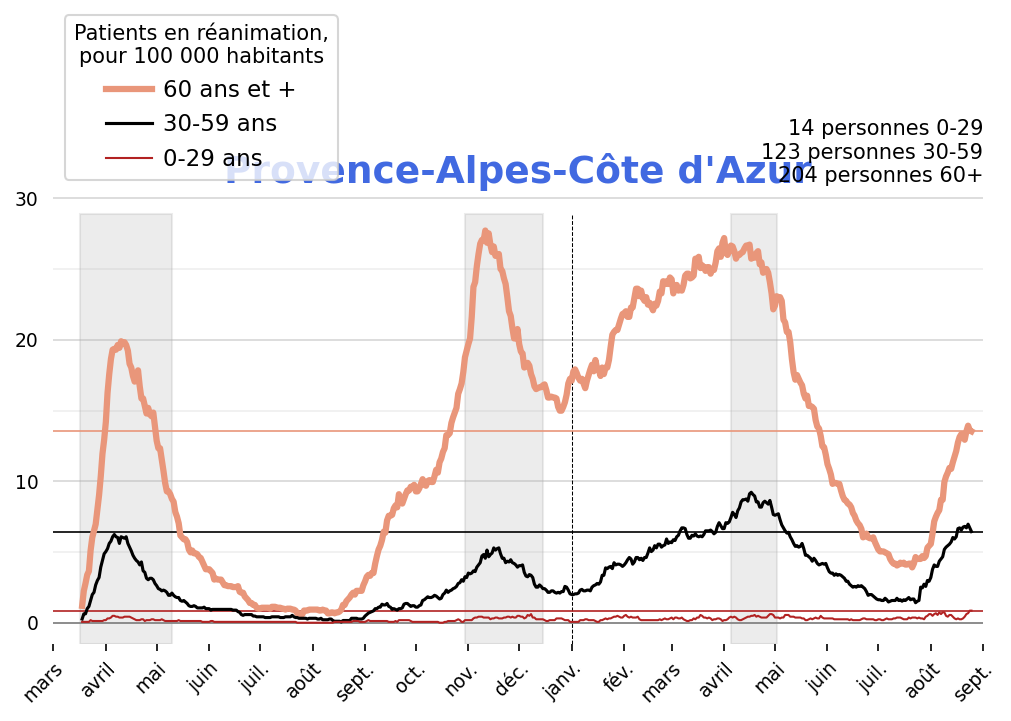 Patients en réanimation,
pour 100 000 habitants
60 ans et +
30-59 ans
0-29 ans
14 personnes 0-29
123 personnes 30-59
204 personnes 60+
Provence-Alpes-Côte d'Azur
30
20
10
0
mars
avril
mai
juin
juil.
août
sept.
oct.
nov.
déc.
janv.
fév.
mars
avril
mai
juin
juil.
août
sept.